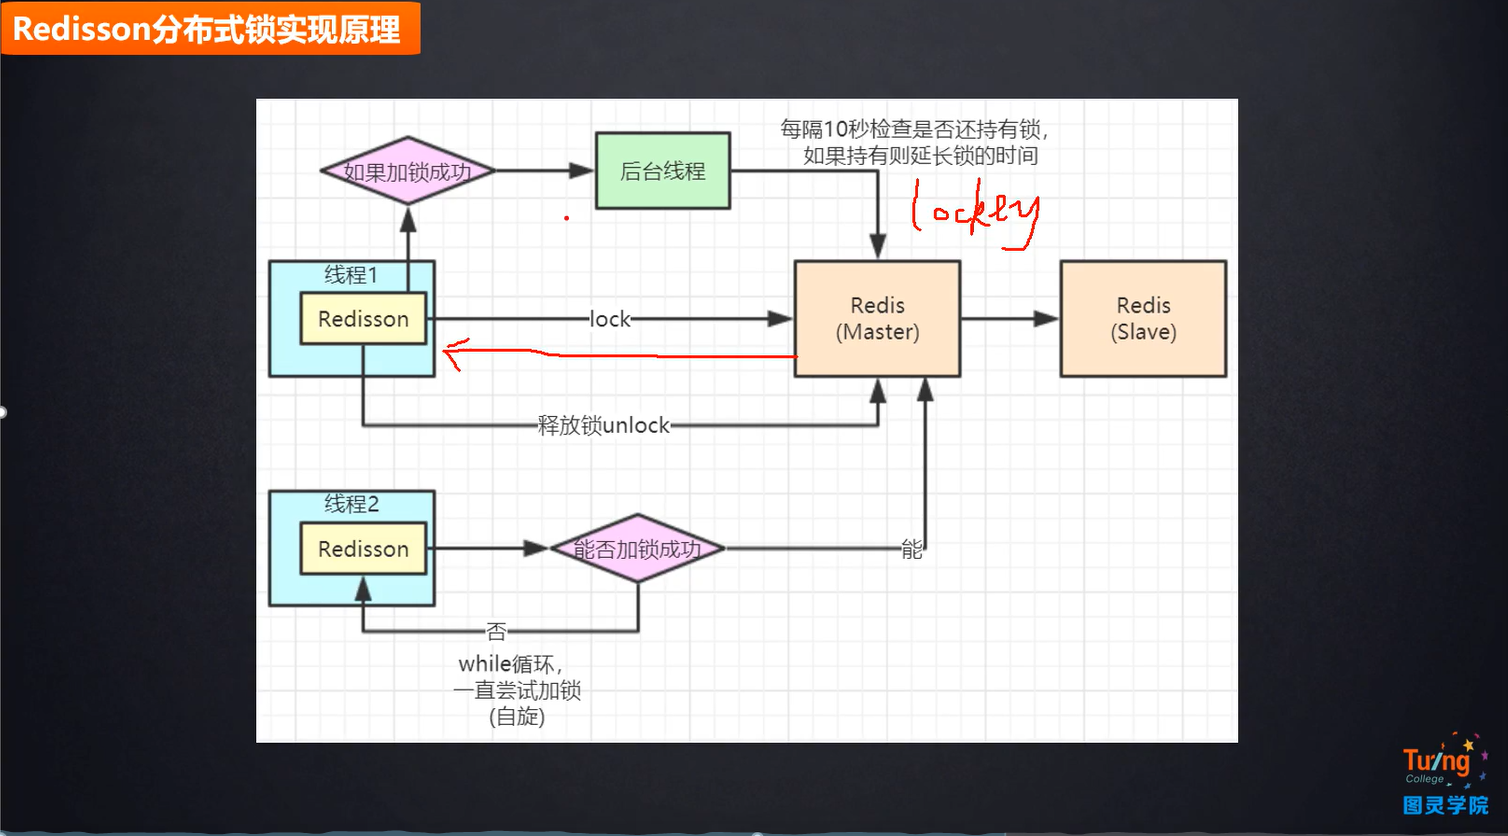 Redisson分布式锁实现原理
每隔10秒检查是否还持有锁，
如果持有则延长锁的时间
如果加锁成功
后台线程
lockey
线程1
Redisson
lock
Redis
(Master)
Redis
(Slave)
释放锁unlock
线程2
Redisson
能否加锁成功
能
否
while循环，
一直尝试加锁
(自旋)
Tuling
College
图灵学院